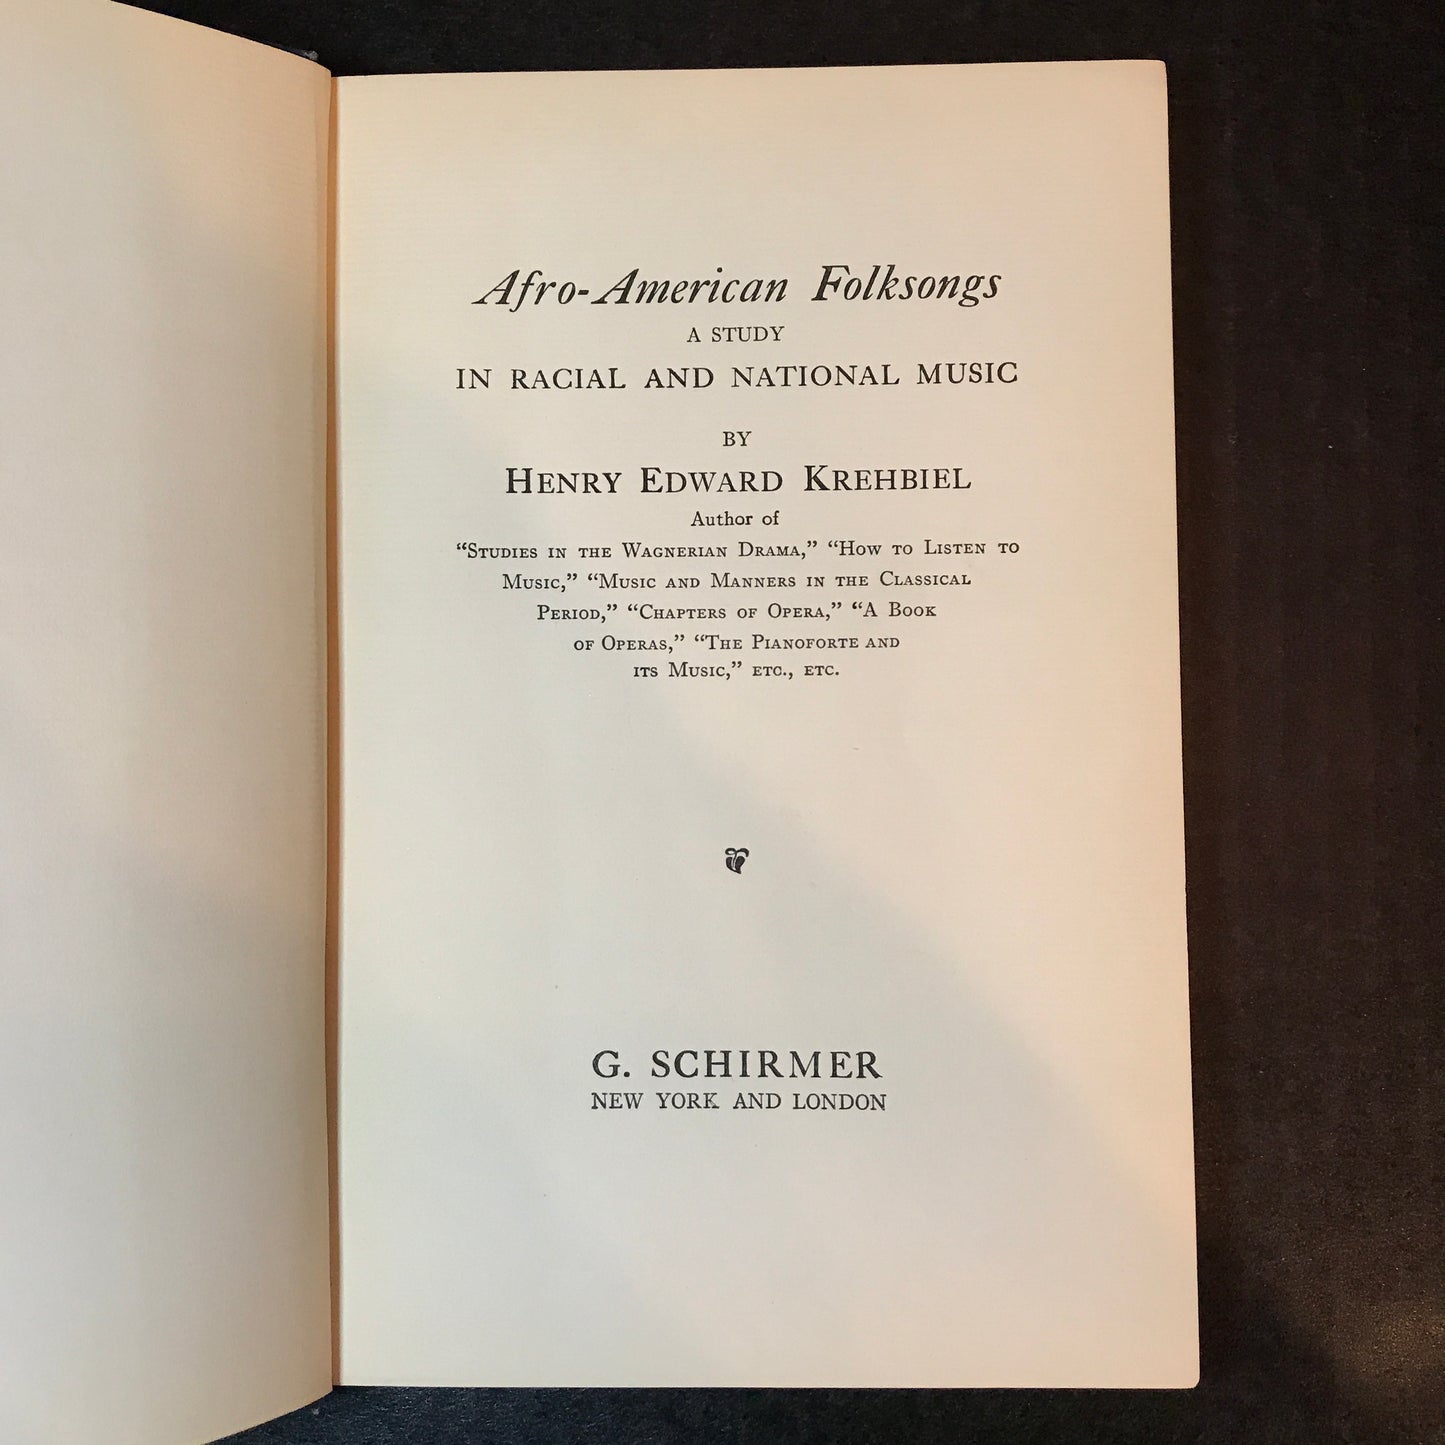 Afro-American Folksongs
A STUDY
IN RACIAL AND NATIONAL MUSIC
BY
HENRY EDWARD KREHBIEL
Author of
“STUDIES IN THE WAGNERIAN DRAMA,” “HOW TO LISTEN TO
MUSIC,” “MUSIC AND MANNERS IN THE CLASSICAL
PERIOD,” “CHAPTERS OF OPERA,” “A BOOK
OF OPERAS,” “THE PIANOFORTE AND
ITS MUSIC,” ETC., ETC.
G. SCHIRMER
NEW YORK AND LONDON